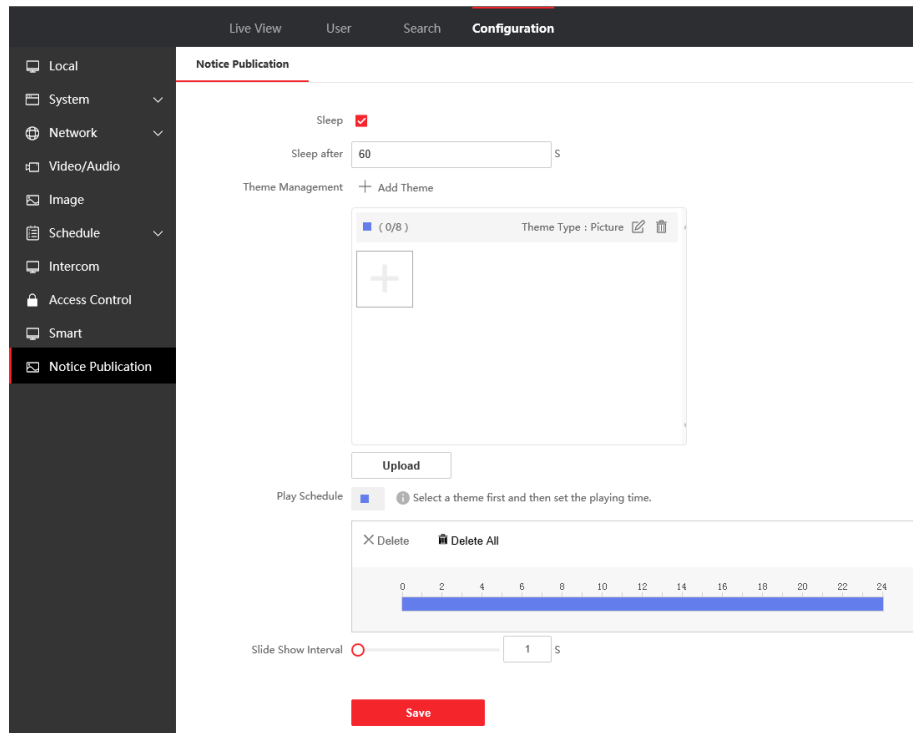 Live View User Search Configuration
Local
System
Network
Video/Audio
Image
Schedule
Intercom
Access Control
Smart
Notice Publication
Notice Publication
Sleep
Sleep after 60 S
Theme Management + Add Theme
( 0/8 ) Theme Type : Picture
Upload
Play Schedule Select a theme first and then set the playing time.
Delete Delete All
0 2 4 6 8 10 12 14 16 18 20 22 24
Slide Show Interval 1 S
Save